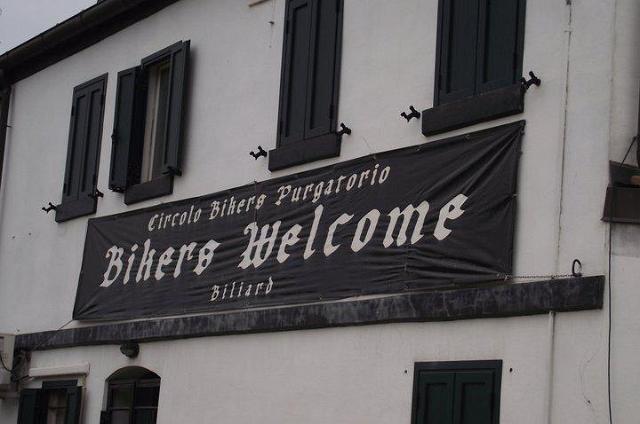 Circolo Bikers Purgatorio
Bikers Welcome
Biliard